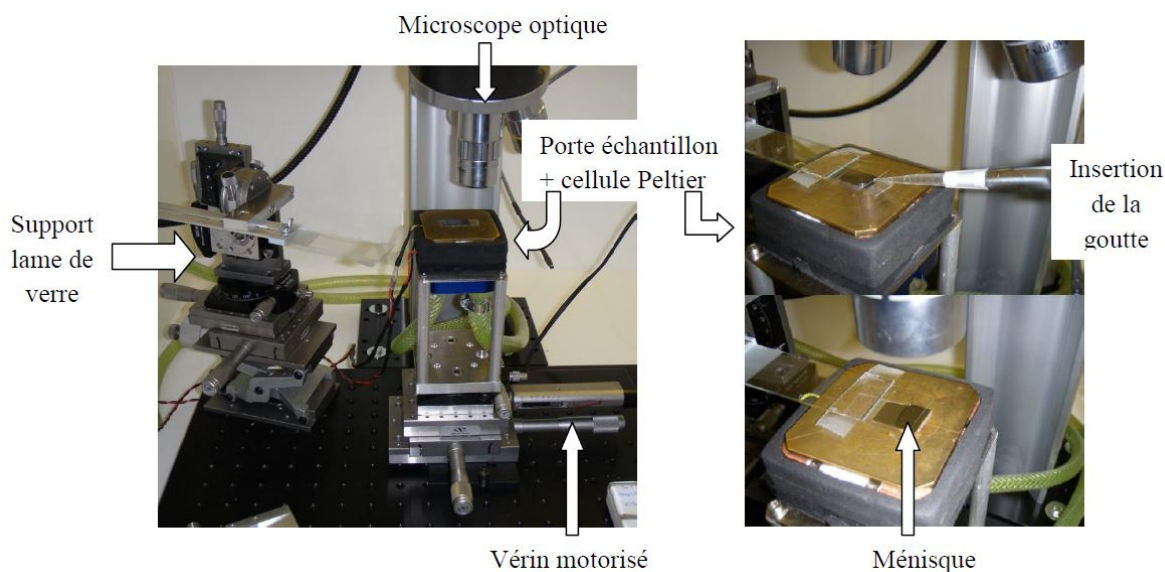 Microscope optique
Porte échantillon
+ cellule Peltier
Insertion
de la
goutte
Support
lame de
verre
Vérin motorisé
Ménisque